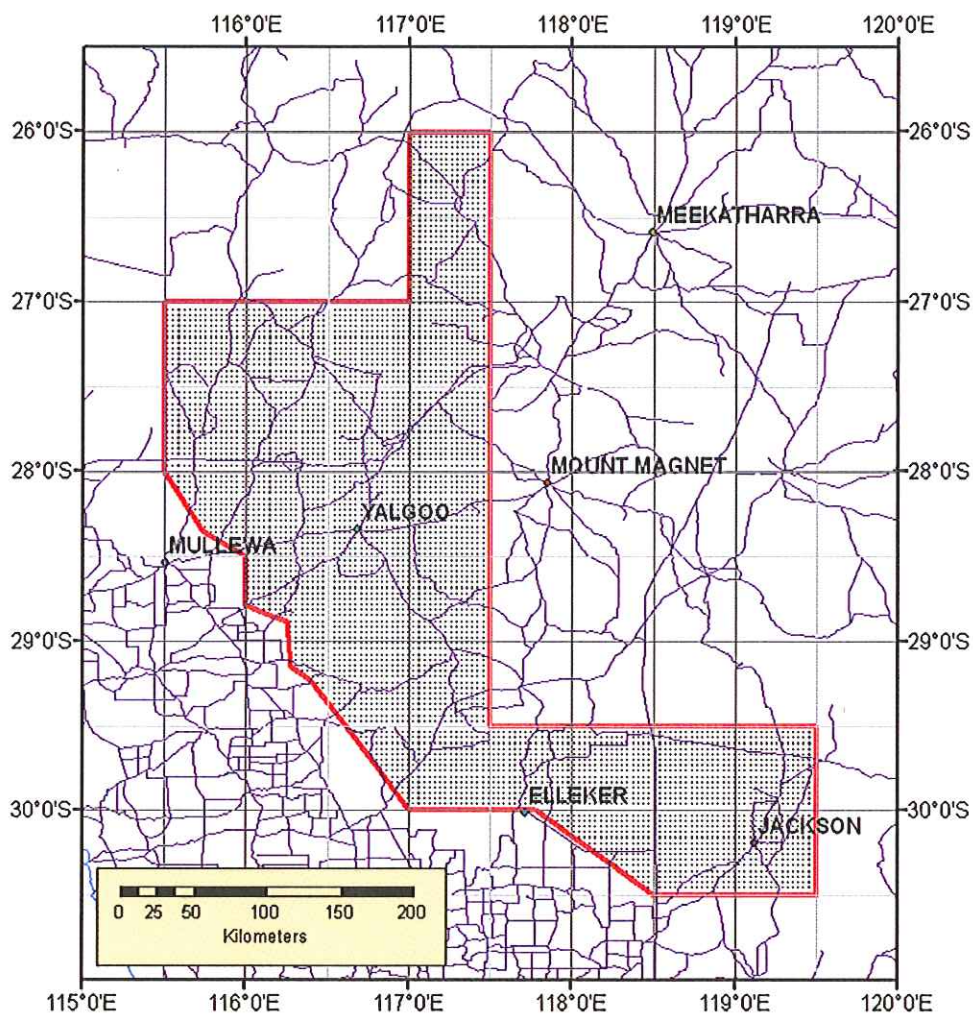 116°0'E 117°0'E 118°0'E 119°0'E 120°0'E
26°0'S 26°0'S
MEEKATHARRA
27°0'S 27°0'S
MOUNT MAGNET
28°0'S 28°0'S
YALGOO
MULLEWA
29°0'S 29°0'S
ELLEKER
30°0'S 30°0'S
JACKSON
0 25 50 100 150 200
Kilometers
115°0'E 116°0'E 117°0'E 118°0'E 119°0'E 120°0'E